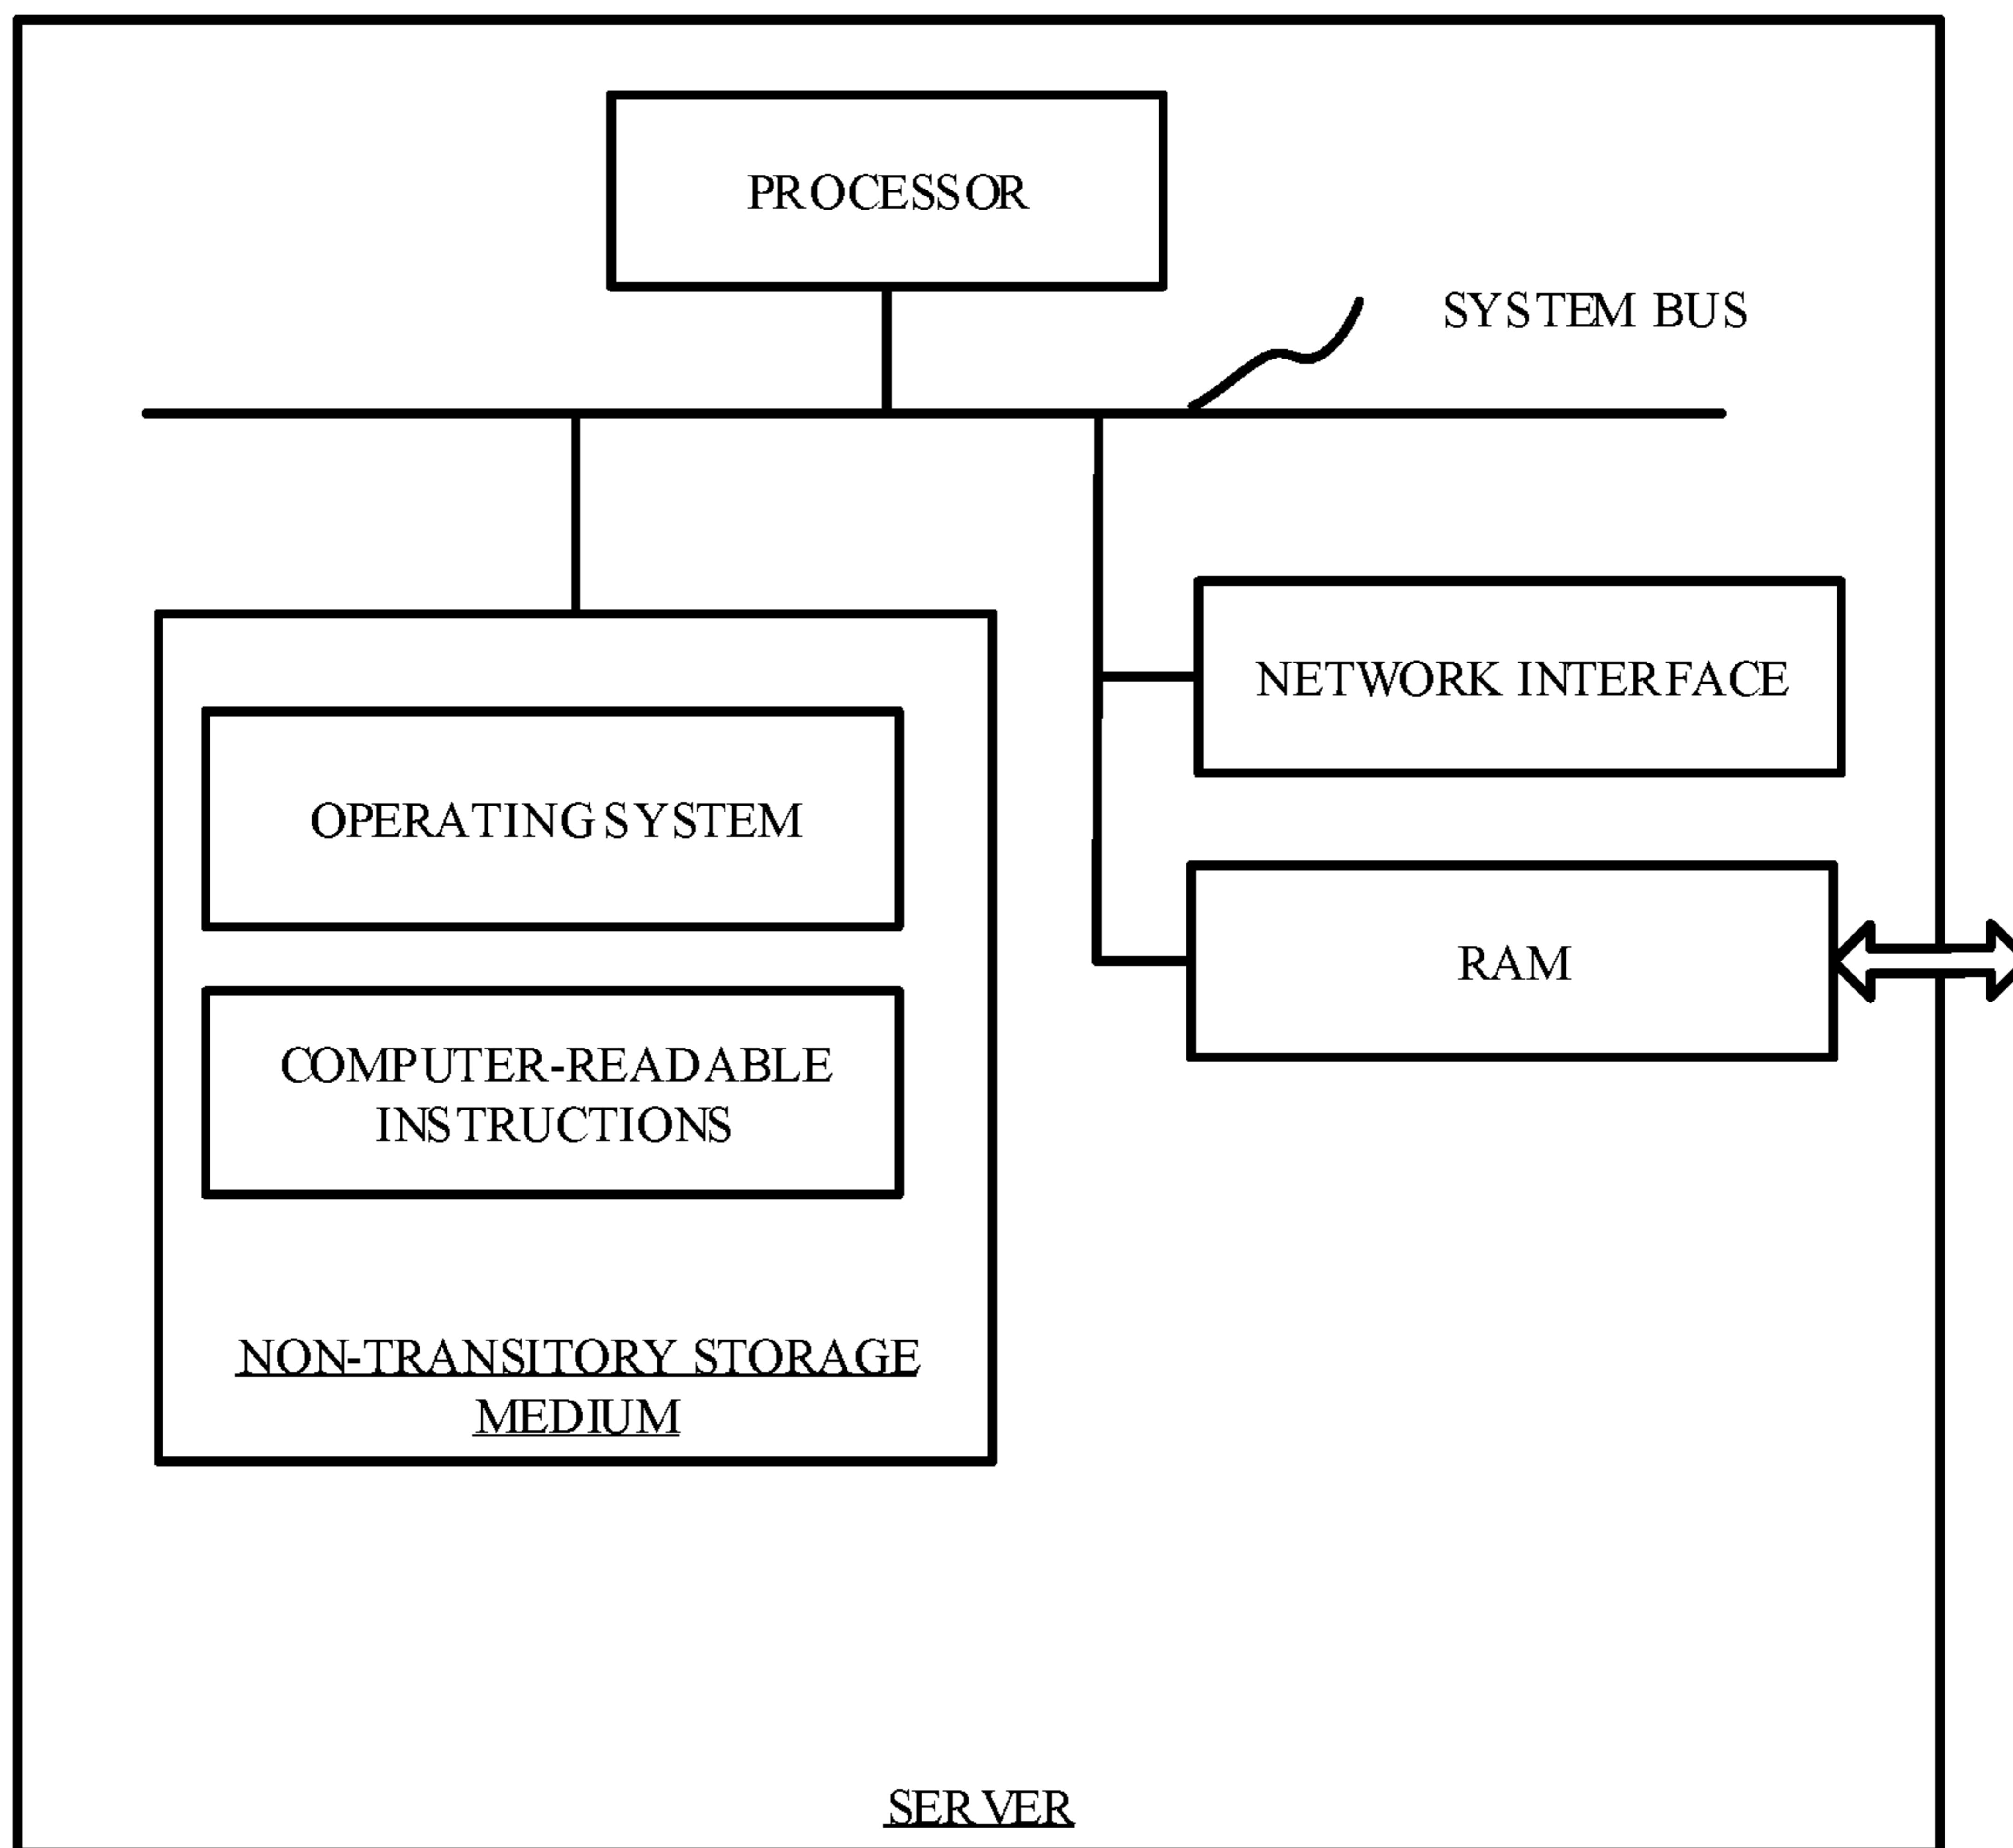 PROCESSOR
SYSTEM BUS
NETWORK INTERFACE
OPERATING SYSTEM
RAM
COMPUTER-READABLE
INSTRUCTIONS
NON-TRANSITORY STORAGE
MEDIUM
SERVER